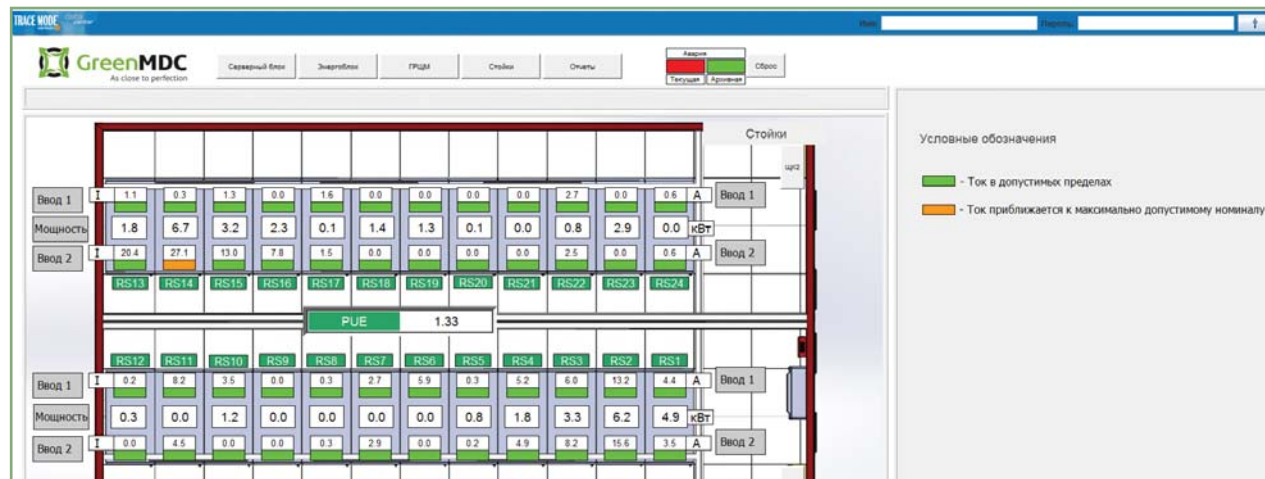 TRACE MODE data center Имя: Пароль:
GreenMDC
As close to perfection
Серверный блок Энергоблок ГРЩМ Стойки Отчеты
Авария
Текущая Архивная
Сброс
Стойки
ЩК2
Условные обозначения
- Ток в допустимых пределах
- Ток приближается к максимально допустимому номиналу
Ввод 1 I 1.1 0.3 1.3 0.0 1.6 0.0 0.0 0.0 0.0 2.7 0.0 0.6 A Ввод 1
Мощность 1.8 6.7 3.2 2.3 0.1 1.4 1.3 0.1 0.0 0.8 2.9 0.0 кВт
Ввод 2 I 20.4 27.1 13.0 7.8 1.5 0.0 0.0 0.0 0.0 2.5 0.0 0.6 A Ввод 2
RS13 RS14 RS15 RS16 RS17 RS18 RS19 RS20 RS21 RS22 RS23 RS24
PUE 1.33
RS12 RS11 RS10 RS9 RS8 RS7 RS6 RS5 RS4 RS3 RS2 RS1
Ввод 1 I 0.2 8.2 3.5 0.0 0.3 2.7 5.9 0.3 5.2 6.0 13.2 4.4 A Ввод 1
Мощность 0.3 0.0 1.2 0.0 0.0 0.0 0.0 0.8 1.8 3.3 6.2 4.9 кВт
Ввод 2 I 0.0 4.5 0.0 0.0 0.3 2.9 0.0 0.2 4.9 8.2 15.6 3.5 A Ввод 2